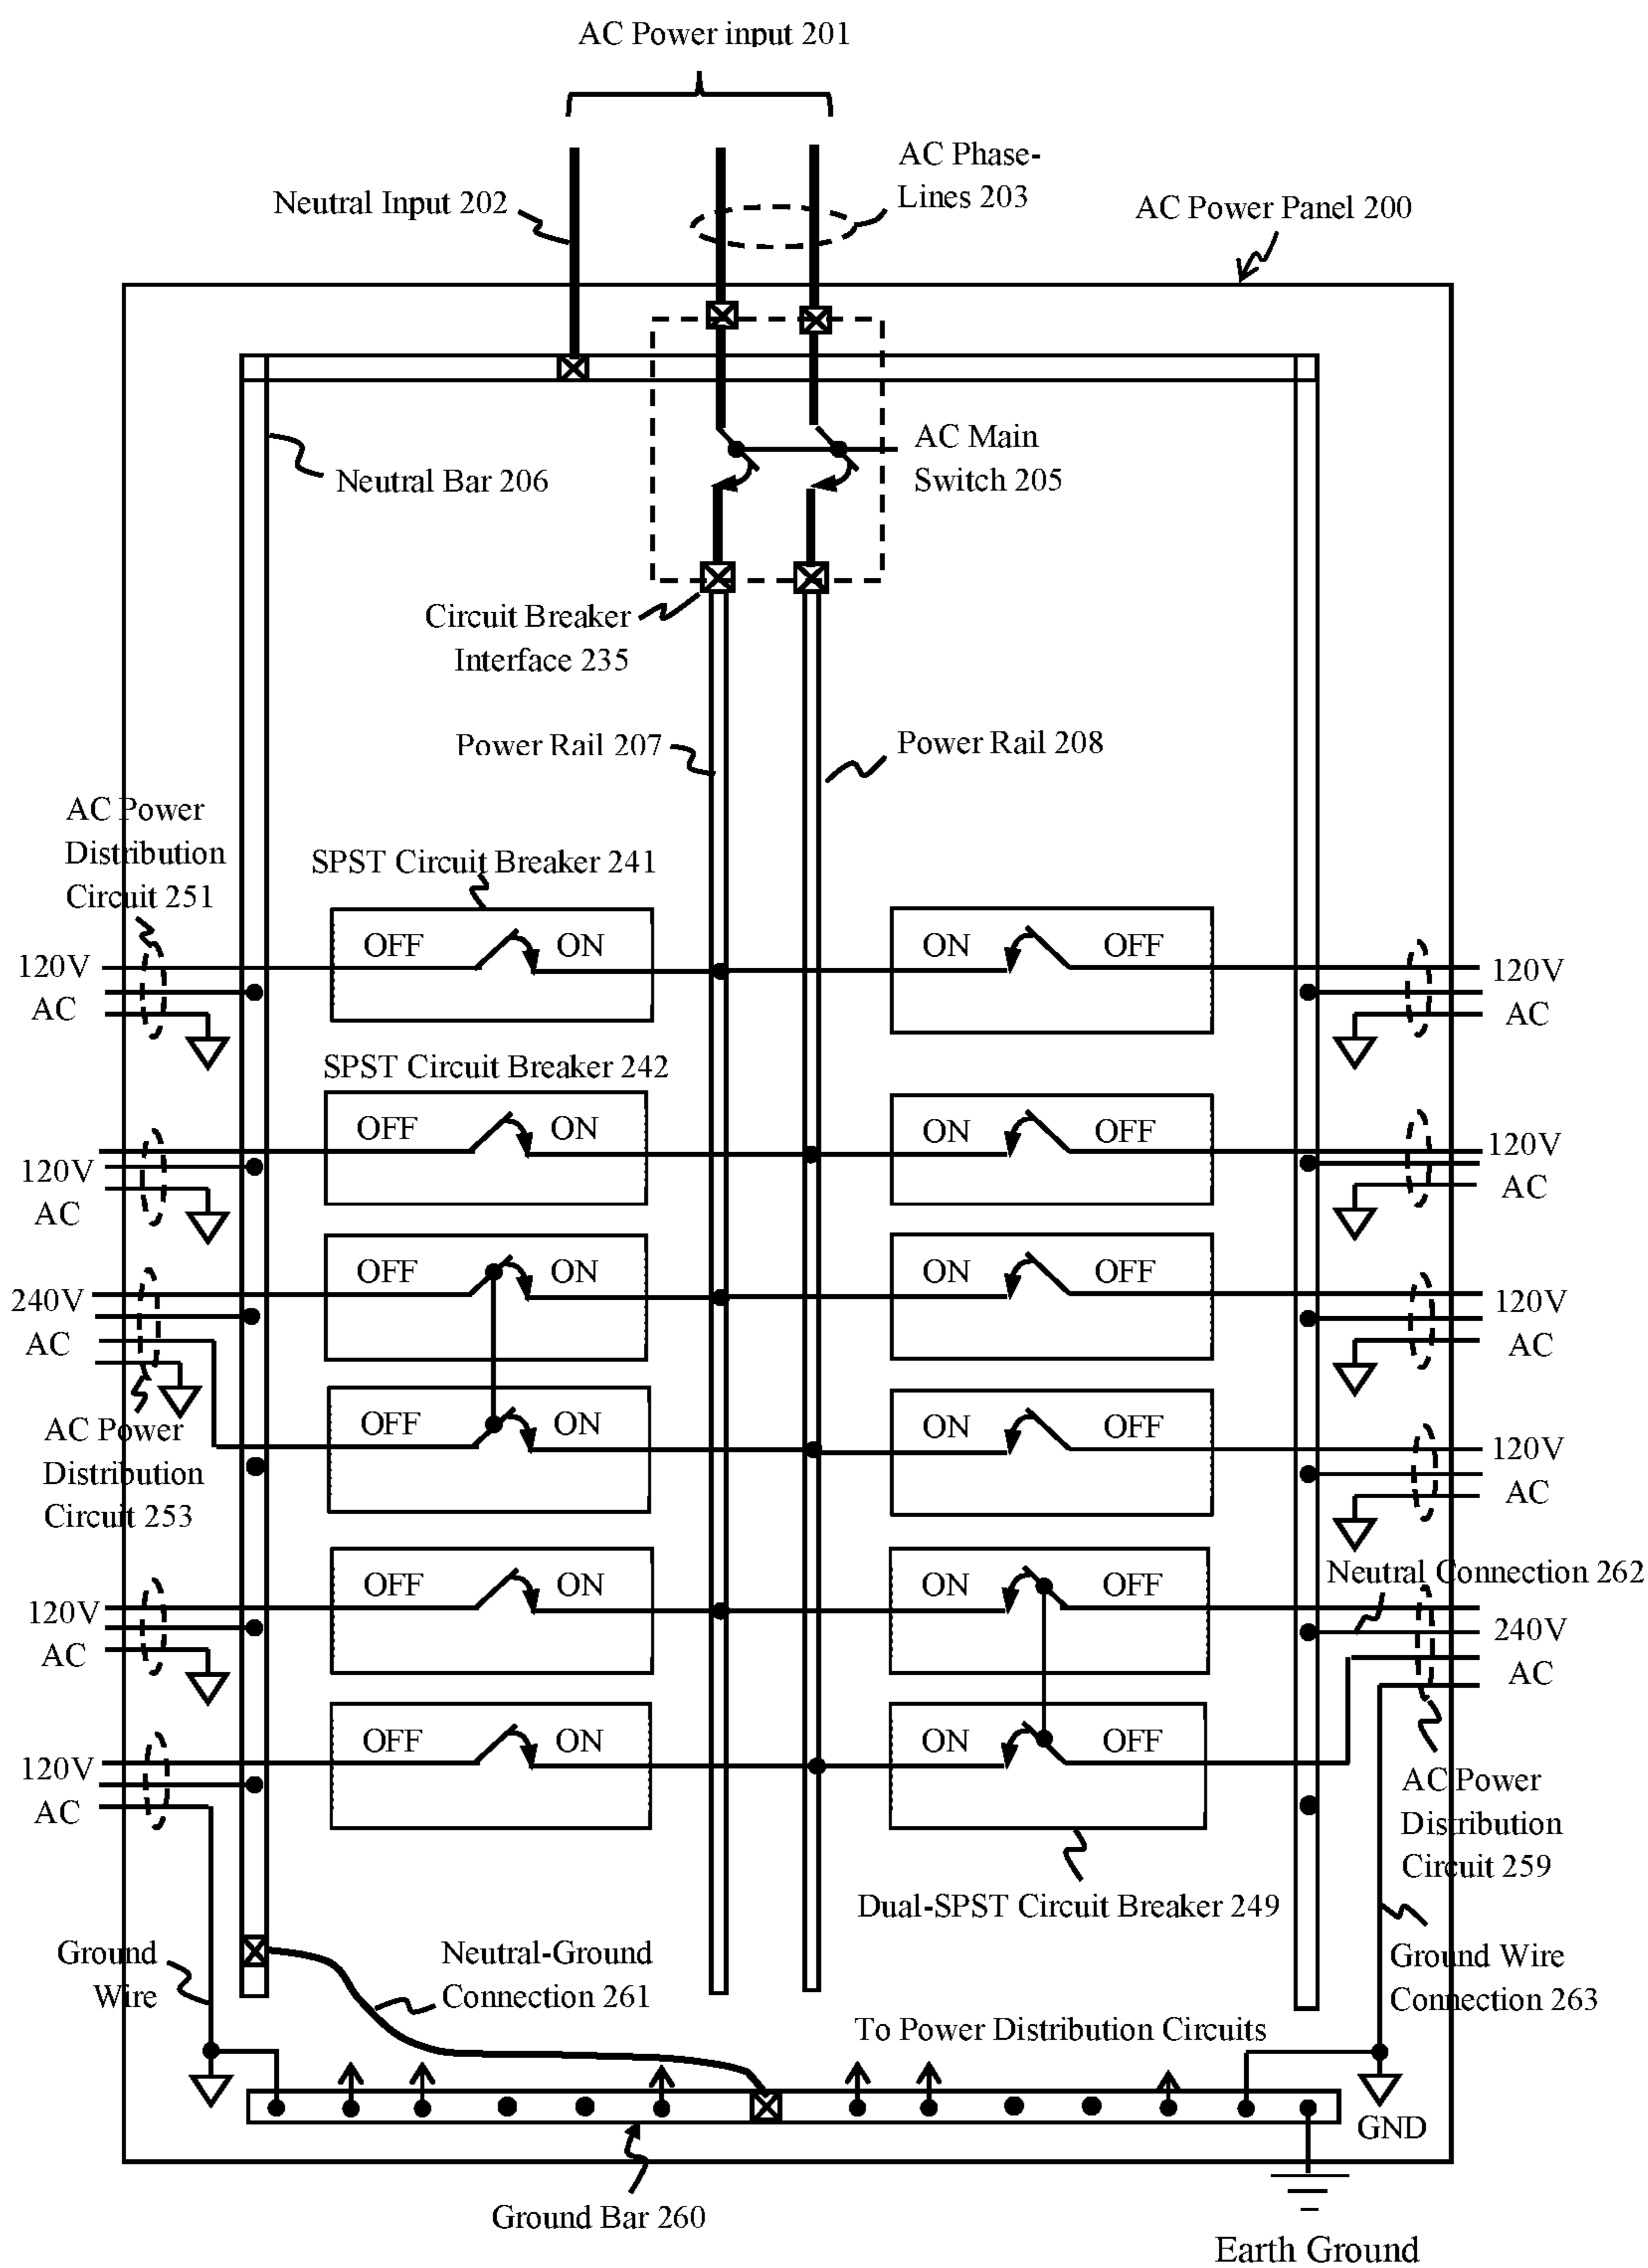 AC Power input 201
AC Phase-
Lines 203
Neutral Input 202
AC Power Panel 200
AC Main
Switch 205
Neutral Bar 206
Circuit Breaker
Interface 235
Power Rail 207
Power Rail 208
AC Power
Distribution
Circuit 251
SPST Circuit Breaker 241
OFF ON
ON OFF
120V
AC
120V
AC
SPST Circuit Breaker 242
OFF ON
ON OFF
120V
AC
120V
AC
OFF ON
ON OFF
240V
AC
120V
AC
OFF ON
ON OFF
AC Power
Distribution
Circuit 253
120V
AC
OFF ON
ON OFF
Neutral Connection 262
120V
AC
240V
AC
OFF ON
ON OFF
120V
AC
AC Power
Distribution
Circuit 259
Dual-SPST Circuit Breaker 249
Ground
Wire
Neutral-Ground
Connection 261
Ground Wire
Connection 263
To Power Distribution Circuits
GND
Ground Bar 260
Earth Ground